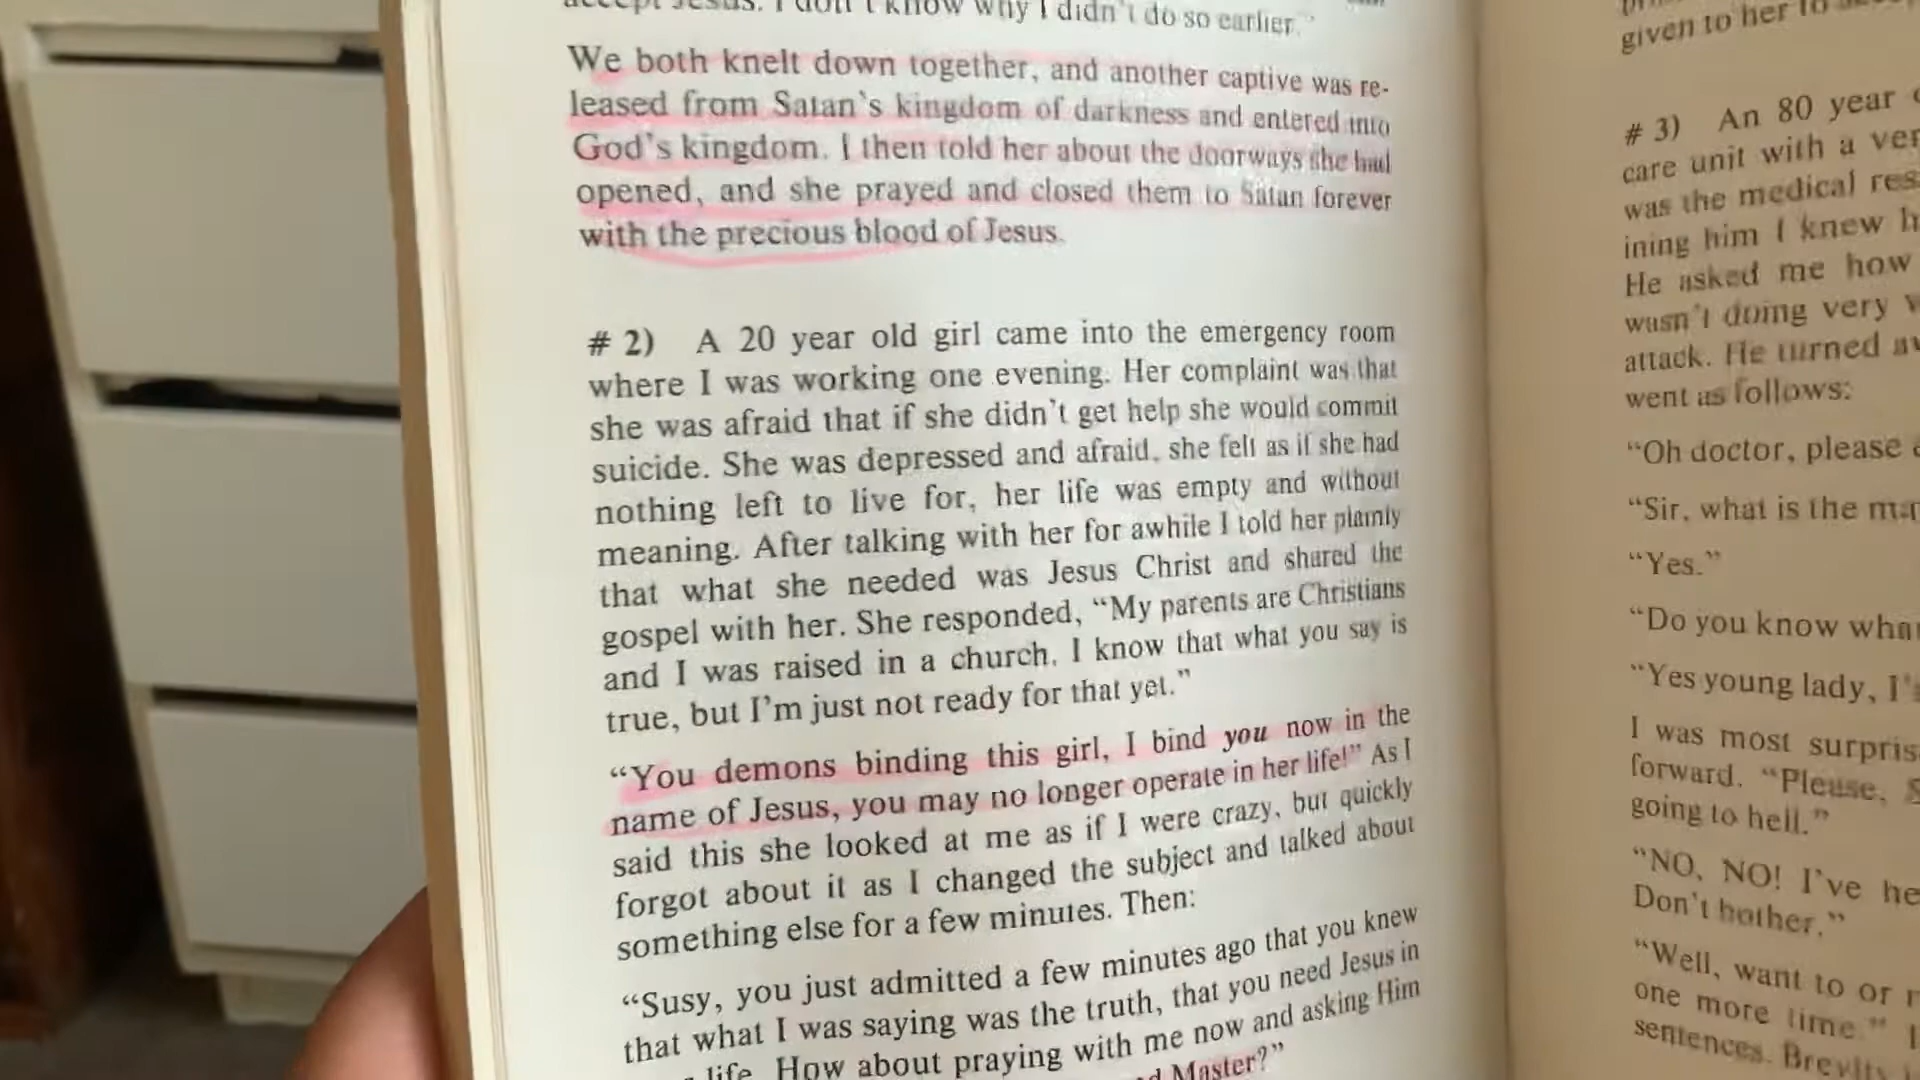 accept Jesus. I don't know why I didn't do so earlier."
We both knelt down together, and another captive was re-
leased from Satan's kingdom of darkness and entered into
God's kingdom. I then told her about the doorways she had
opened, and she prayed and closed them to Satan forever
with the precious blood of Jesus.
# 2) A 20 year old girl came into the emergency room
where I was working one evening. Her complaint was that
she was afraid that if she didn't get help she would commit
suicide. She was depressed and afraid, she felt as if she had
nothing left to live for, her life was empty and without
meaning. After talking with her for awhile I told her plainly
that what she needed was Jesus Christ and shared the
gospel with her. She responded, “My parents are Christians
and I was raised in a church. I know that what you say is
true, but I'm just not ready for that yet.”
“You demons binding this girl, I bind you now in the
name of Jesus, you may no longer operate in her life!” As I
said this she looked at me as if I were crazy, but quickly
forgot about it as I changed the subject and talked about
something else for a few minutes. Then:
“Susy, you just admitted a few minutes ago that you knew
that what I was saying was the truth, that you need Jesus in
life. How about praying with me now and asking Him
Master?”
given to her to
# 3) An 80 year
care unit with a
was the medical
ining him I knew
He asked me how
wasn't doing very
attack. He turned
went as follows:
“Oh doctor, please
“Sir, what is the
“Yes.”
“Do you know
“Yes young lady,
I was most
forward. “Please,
going to hell.”
“NO, NO! I've
Don't bother.”
“Well, want to or
one more time.”
sentences. Brevity